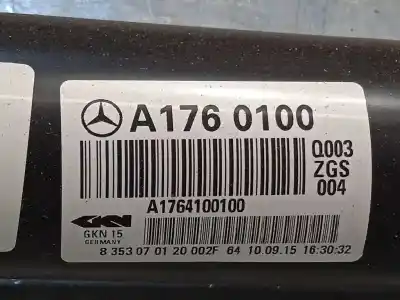 A176 0100
Q003
ZGS
004
A1764100100
GKN
GKN 15
GERMANY
8 353 07 01 20 002F 64 10.09.15 16:30:32